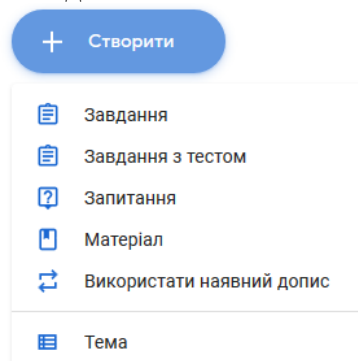 Створити
Завдання
Завдання з тестом
Запитання
Матеріал
Використати наявний допис
Тема